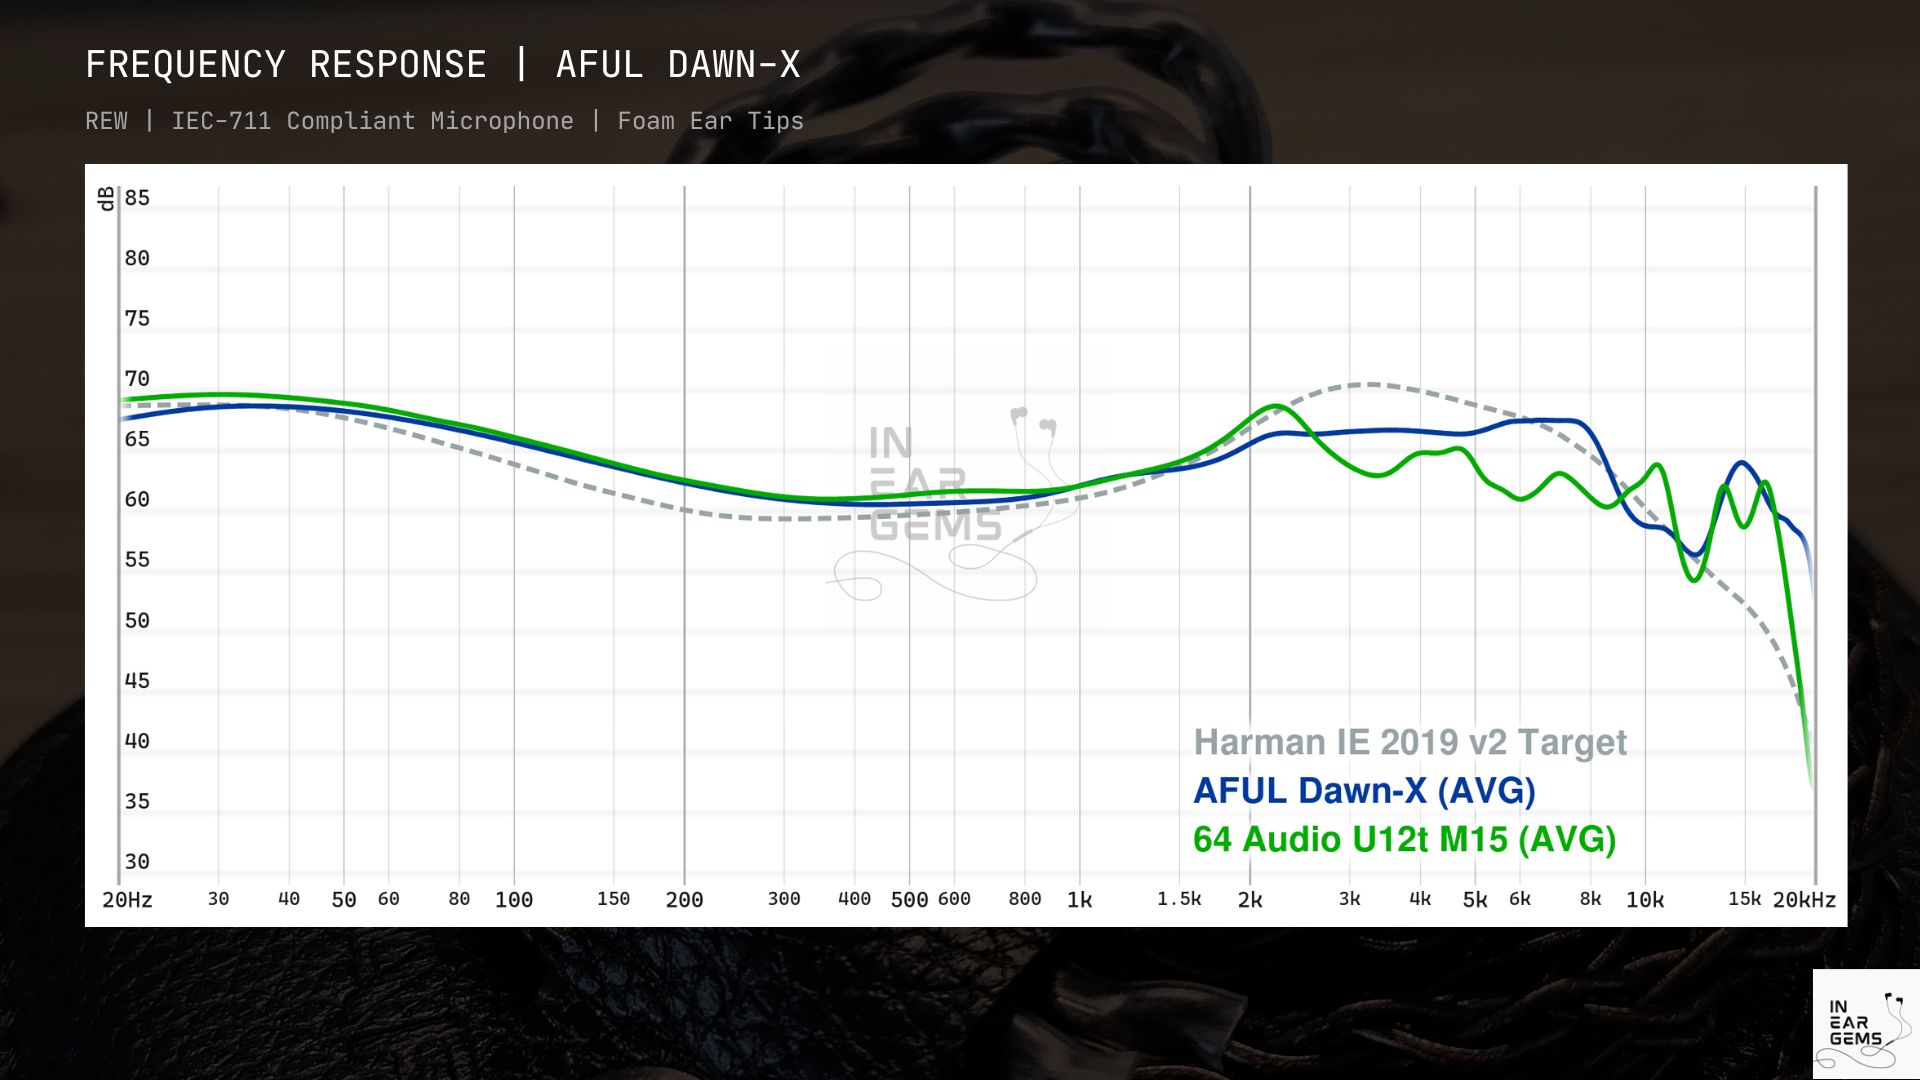 FREQUENCY RESPONSE | AFUL DAWN-X
REW | IEC-711 Compliant Microphone | Foam Ear Tips
dB
85
80
75
70
65
60
55
50
45
40
35
30
IN
EAR
GEMS
Harman IE 2019 v2 Target
AFUL Dawn-X (AVG)
64 Audio U12t M15 (AVG)
20Hz 30 40 50 60 80 100 150 200 300 400 500 600 800 1k 1.5k 2k 3k 4k 5k 6k 8k 10k 15k 20kHz
IN
EAR
GEMS